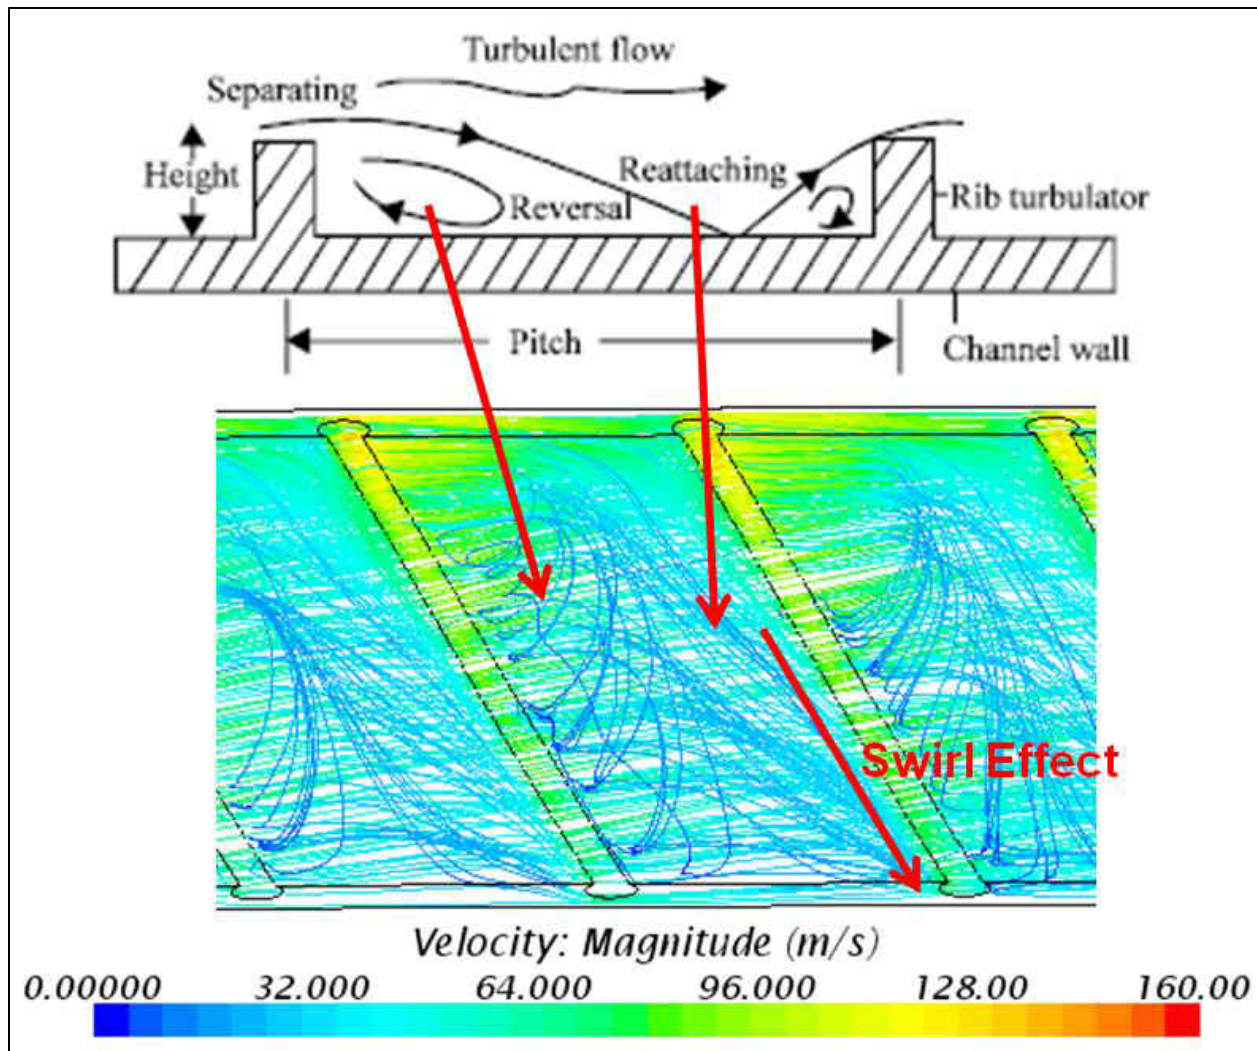 Turbulent flow
Separating
Height
Reattaching
Reversal
Rib turbulator
Pitch
Channel wall
Swirl Effect
Velocity: Magnitude (m/s)
0.00000 32.000 64.000 96.000 128.00 160.00